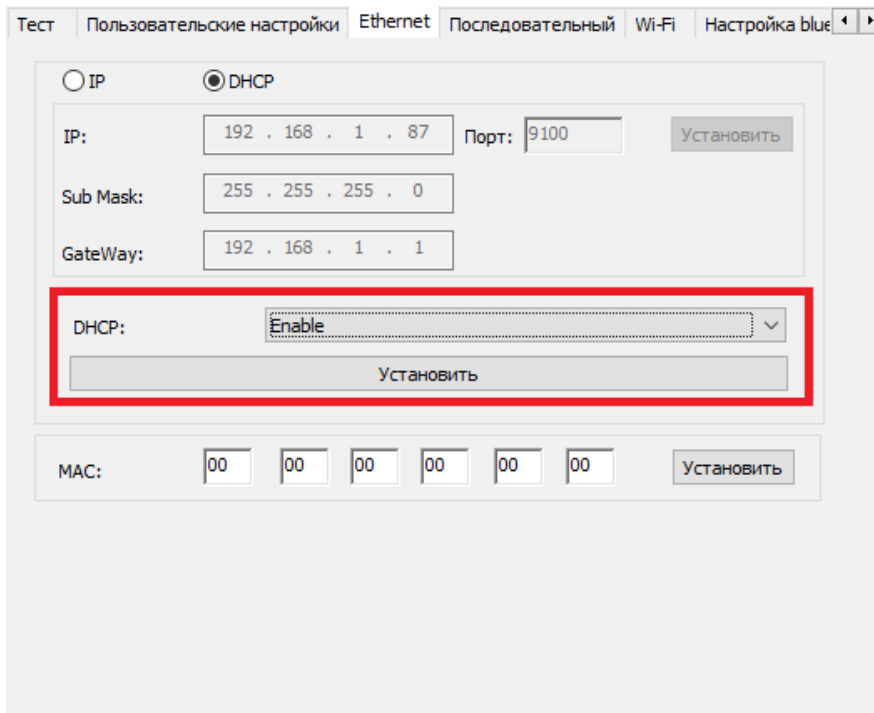 Тест Пользовательские настройки Ethernet Последовательный Wi-Fi Настройка blue
IP DHCP
IP: 192 . 168 . 1 . 87 Порт: 9100 Установить
Sub Mask: 255 . 255 . 255 . 0
GateWay: 192 . 168 . 1 . 1
DHCP: Enable
Установить
MAC: 00 00 00 00 00 00 Установить